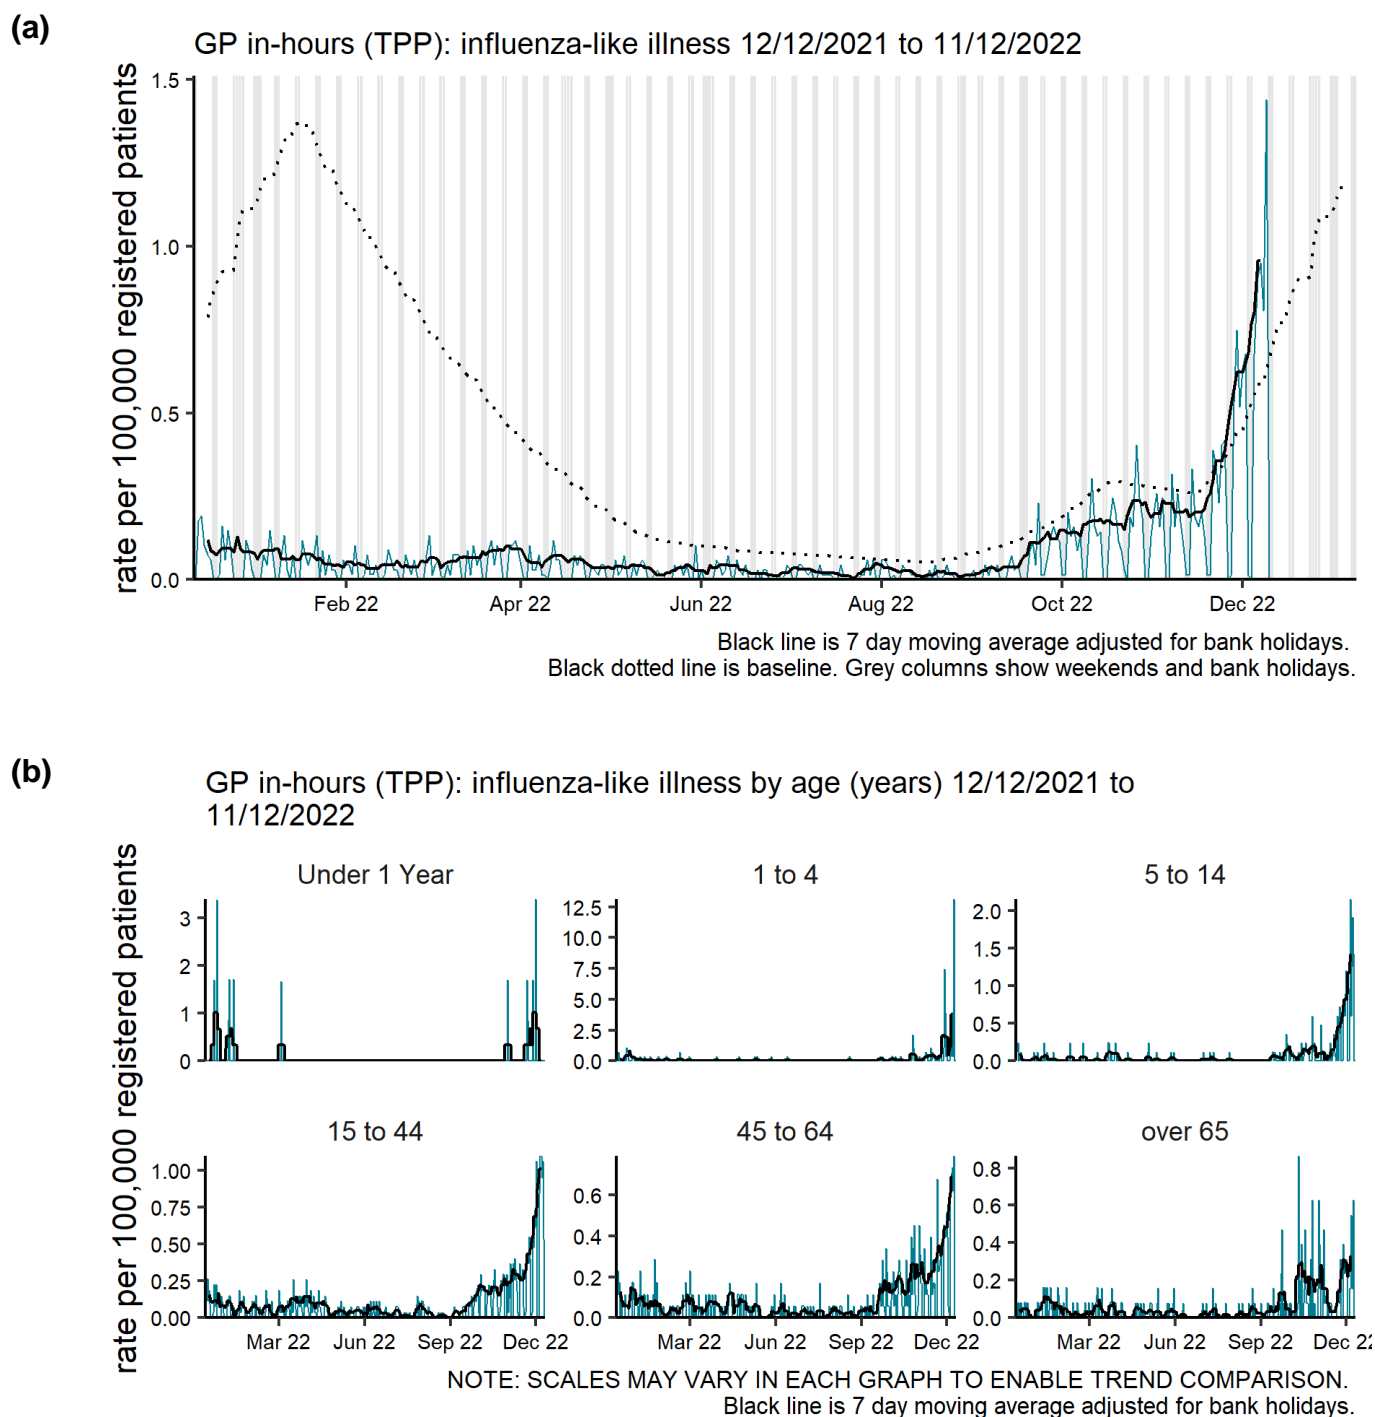 (a)
GP in-hours (TPP): influenza-like illness 12/12/2021 to 11/12/2022
rate per 100,000 registered patients
1.5
1.0
0.5
0.0
Feb 22 Apr 22 Jun 22 Aug 22 Oct 22 Dec 22
Black line is 7 day moving average adjusted for bank holidays.
Black dotted line is baseline. Grey columns show weekends and bank holidays.
(b)
GP in-hours (TPP): influenza-like illness by age (years) 12/12/2021 to
11/12/2022
rate per 100,000 registered patients
Under 1 Year
3
2
1
0
1 to 4
12.5
10.0
7.5
5.0
2.5
0.0
5 to 14
2.0
1.5
1.0
0.5
0.0
15 to 44
1.00
0.75
0.50
0.25
0.00
Mar 22 Jun 22 Sep 22 Dec 22
45 to 64
0.6
0.4
0.2
0.0
Mar 22 Jun 22 Sep 22 Dec 22
over 65
0.8
0.6
0.4
0.2
0.0
Mar 22 Jun 22 Sep 22 Dec 22
NOTE: SCALES MAY VARY IN EACH GRAPH TO ENABLE TREND COMPARISON.
Black line is 7 day moving average adjusted for bank holidays.